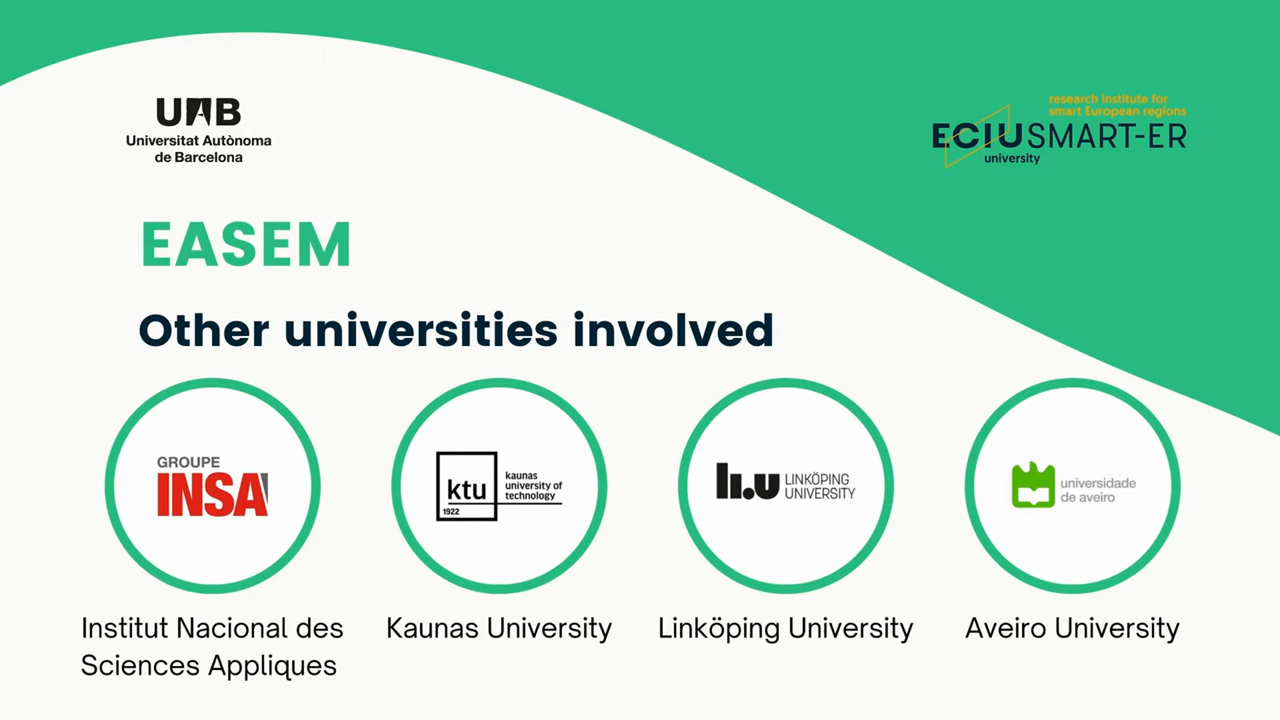 UAB
Universitat Autònoma
de Barcelona
research institute for
smart European regions
ECIUSMART-ER
university
EASEM
Other universities involved
GROUPE
INSA
ktu
1922
kaunas
university of
technology
li.u LINKÖPING
UNIVERSITY
universidade
de aveiro
Institut Nacional des
Sciences Appliques
Kaunas University
Linköping University
Aveiro University